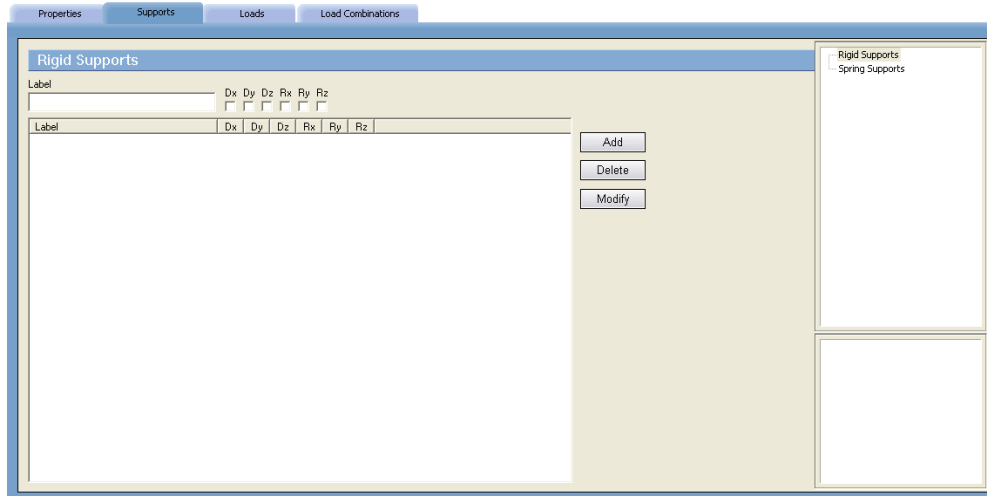 Properties Supports Loads Load Combinations
Rigid Supports
Label
Dx Dy Dz Rx Ry Rz
Label Dx Dy Dz Rx Ry Rz
Add
Delete
Modify
Rigid Supports
Spring Supports